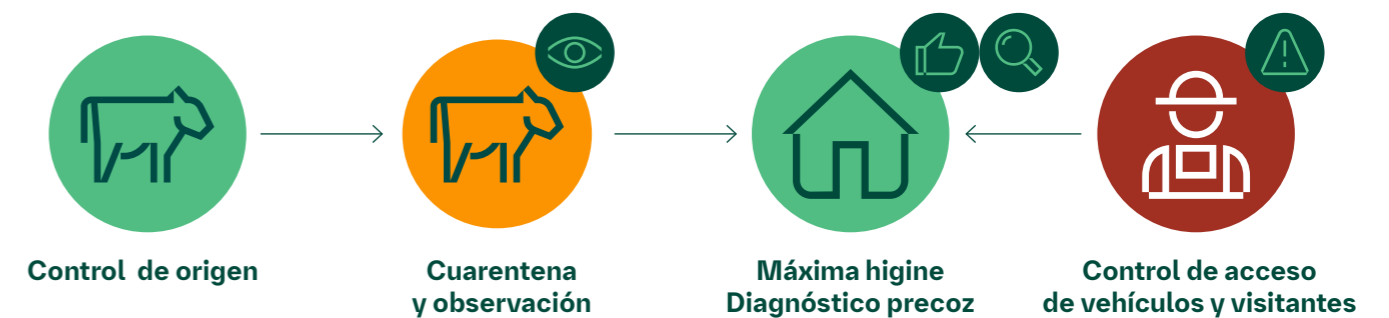 Control de origen
Cuarentena
y observación
Máxima higine
Diagnóstico precoz
Control de acceso
de vehículos y visitantes